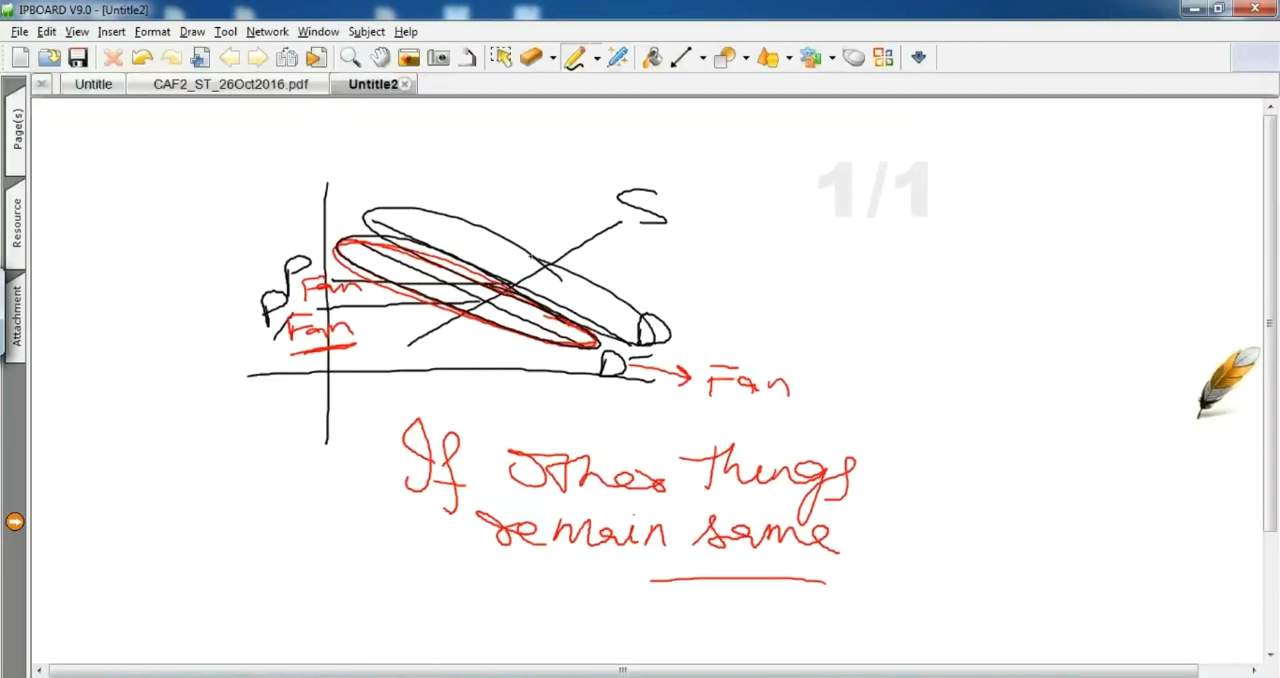 IPBOARD V9.0 - [Untitle2]
File Edit View Insert Format Draw Tool Network Window Subject Help
Untitle CAF2_ST_26Oct2016.pdf Untitle2
Page(s)
Resource
Attachment
1/1
S
P
Fan
P
Fan
D
D
Fan
If other things
remain same